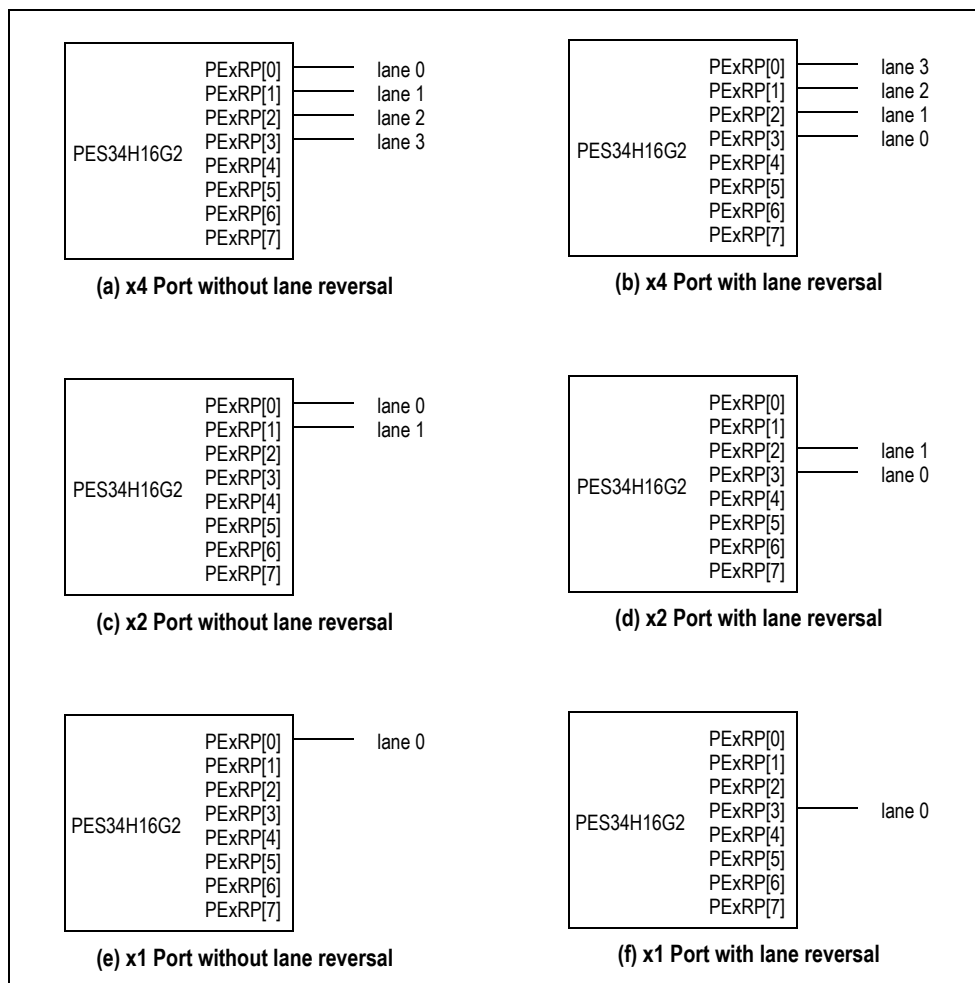 PES34H16G2
PExRP[0] lane 0
PExRP[1] lane 1
PExRP[2] lane 2
PExRP[3] lane 3
PExRP[4]
PExRP[5]
PExRP[6]
PExRP[7]
(a) x4 Port without lane reversal
PES34H16G2
PExRP[0] lane 3
PExRP[1] lane 2
PExRP[2] lane 1
PExRP[3] lane 0
PExRP[4]
PExRP[5]
PExRP[6]
PExRP[7]
(b) x4 Port with lane reversal
PES34H16G2
PExRP[0] lane 0
PExRP[1] lane 1
PExRP[2]
PExRP[3]
PExRP[4]
PExRP[5]
PExRP[6]
PExRP[7]
(c) x2 Port without lane reversal
PES34H16G2
PExRP[0]
PExRP[1]
PExRP[2] lane 1
PExRP[3] lane 0
PExRP[4]
PExRP[5]
PExRP[6]
PExRP[7]
(d) x2 Port with lane reversal
PES34H16G2
PExRP[0] lane 0
PExRP[1]
PExRP[2]
PExRP[3]
PExRP[4]
PExRP[5]
PExRP[6]
PExRP[7]
(e) x1 Port without lane reversal
PES34H16G2
PExRP[0]
PExRP[1]
PExRP[2]
PExRP[3] lane 0
PExRP[4]
PExRP[5]
PExRP[6]
PExRP[7]
(f) x1 Port with lane reversal